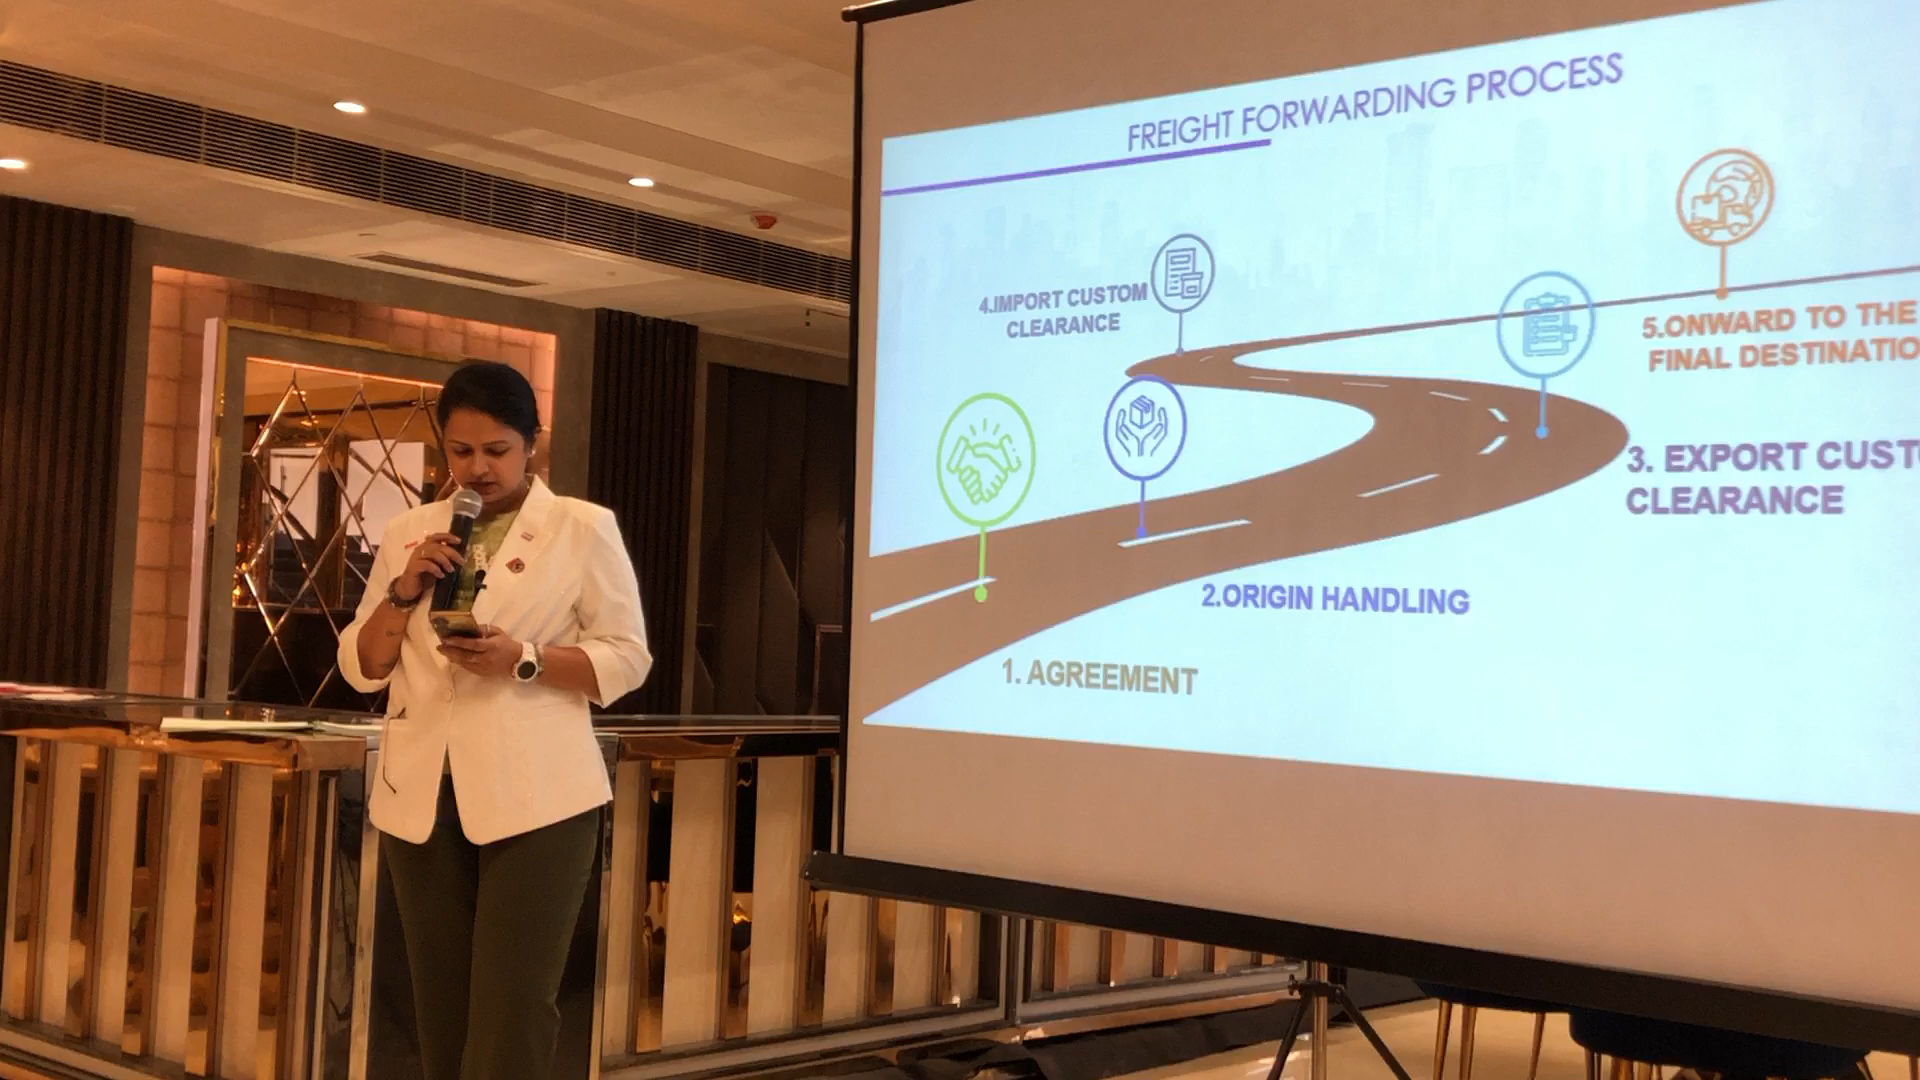 FREIGHT FORWARDING PROCESS
4.IMPORT CUSTOM
CLEARANCE
5.ONWARD TO THE
FINAL DESTINATIO
3. EXPORT CUST
CLEARANCE
2.ORIGIN HANDLING
1. AGREEMENT